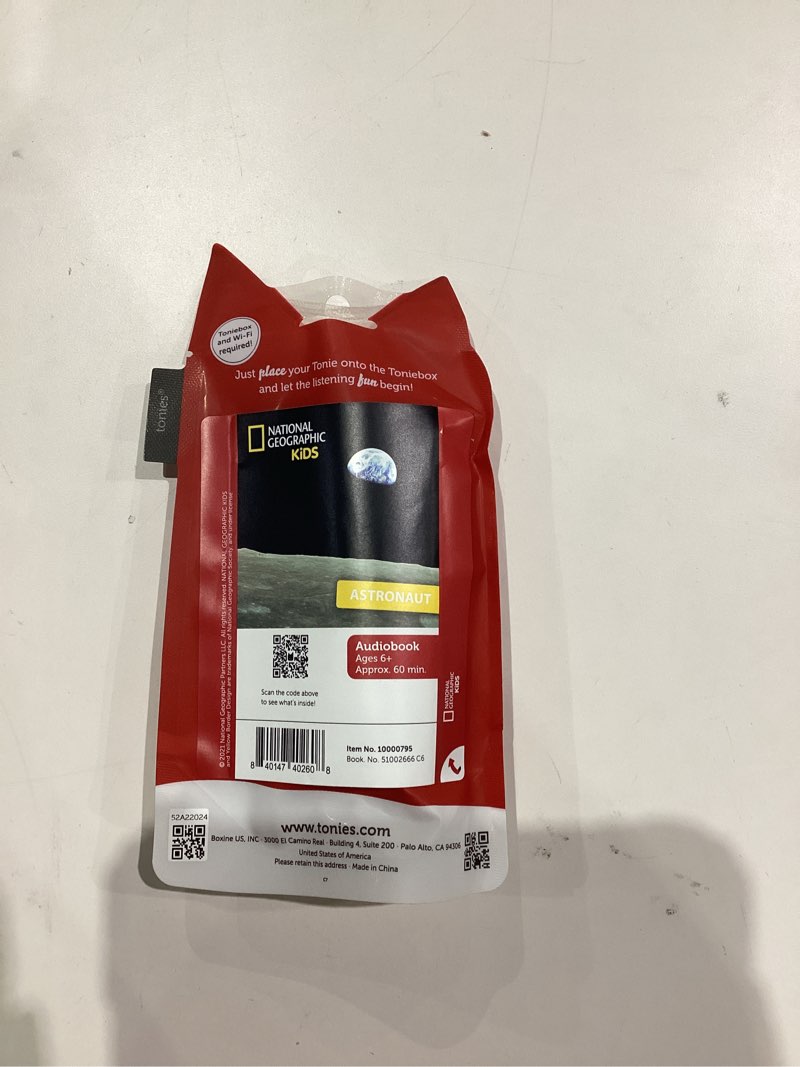 Toniebox
and Wi-Fi
required!
Just place your Tonie onto the Toniebox
and let the listening fun begin!
tonies®
NATIONAL
GEOGRAPHIC
KiDS
ASTRONAUT
Audiobook
Ages 6+
Approx. 60 min.
Scan the code above
to see what's inside!
© 2021 National Geographic Partners LLC. All rights reserved. NATIONAL GEOGRAPHIC KIDS
and Yellow Border Design are trademarks of National Geographic Society and under license
NATIONAL
GEOGRAPHIC
KiDS
8 40147 40260 8
Item No. 10000795
Book. No. 51002666 C6
52A22024
www.tonies.com
Boxine US, INC · 3000 El Camino Real · Building 4, Suite 200 · Palo Alto, CA 94306
United States of America
Please retain this address · Made in China